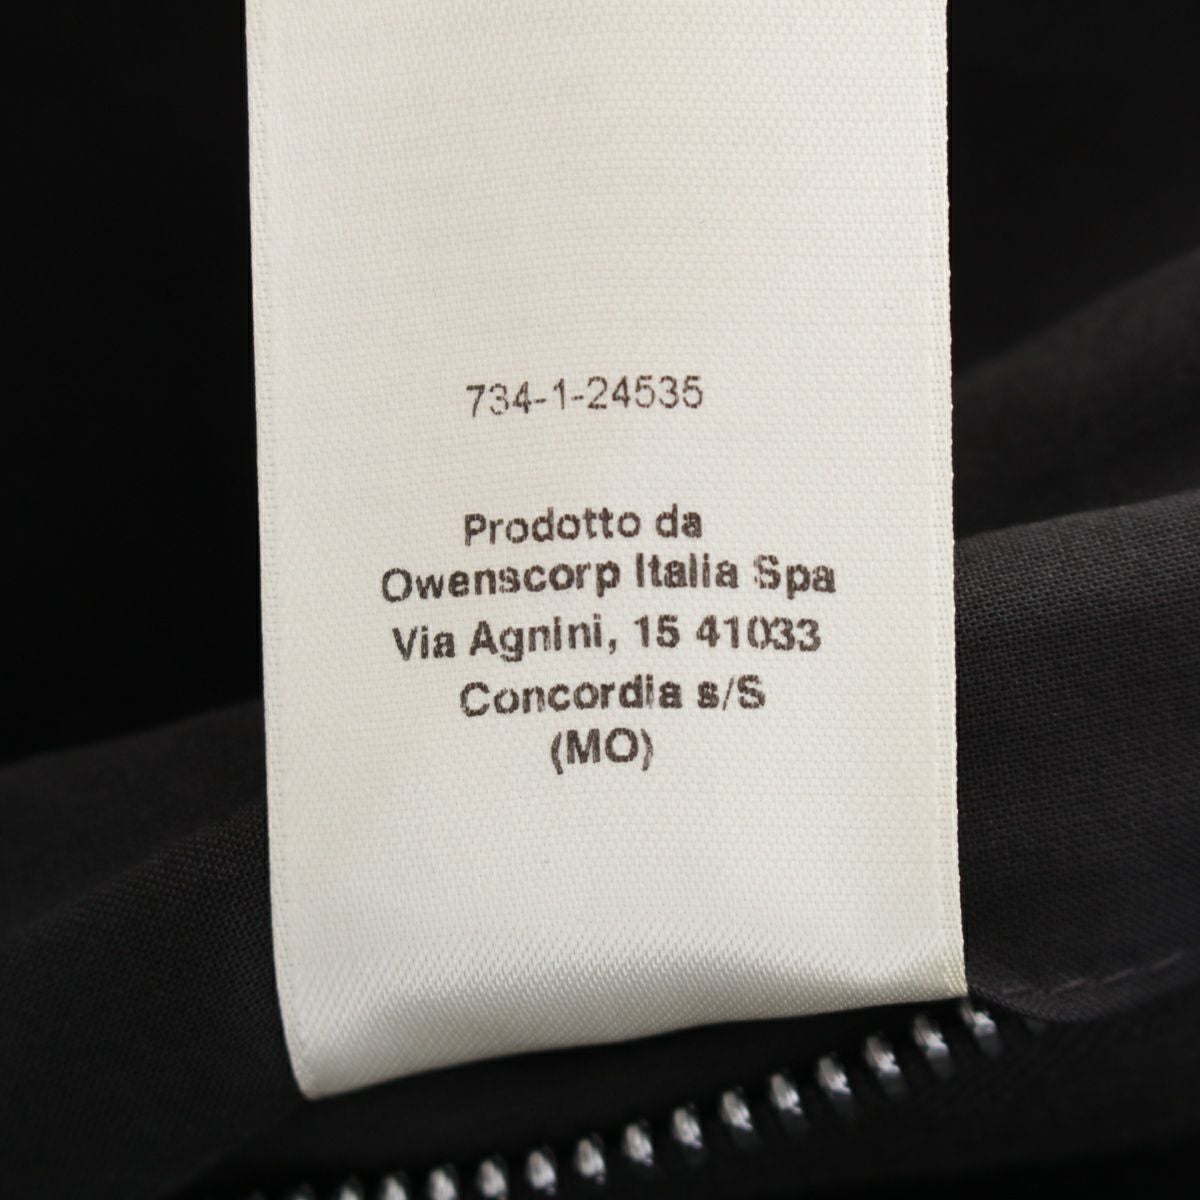 734-1-24535
Prodotto da
Owenscorp Italia Spa
Via Agnini, 15 41033
Concordia s/S
(MO)